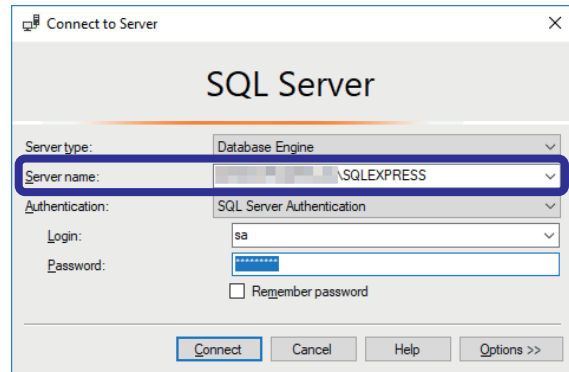 Connect to Server
SQL Server
Server type: Database Engine
Server name: \SQLEXPRESS
Authentication: SQL Server Authentication
Login: sa
Password: *********
Remember password
Connect Cancel Help Options >>